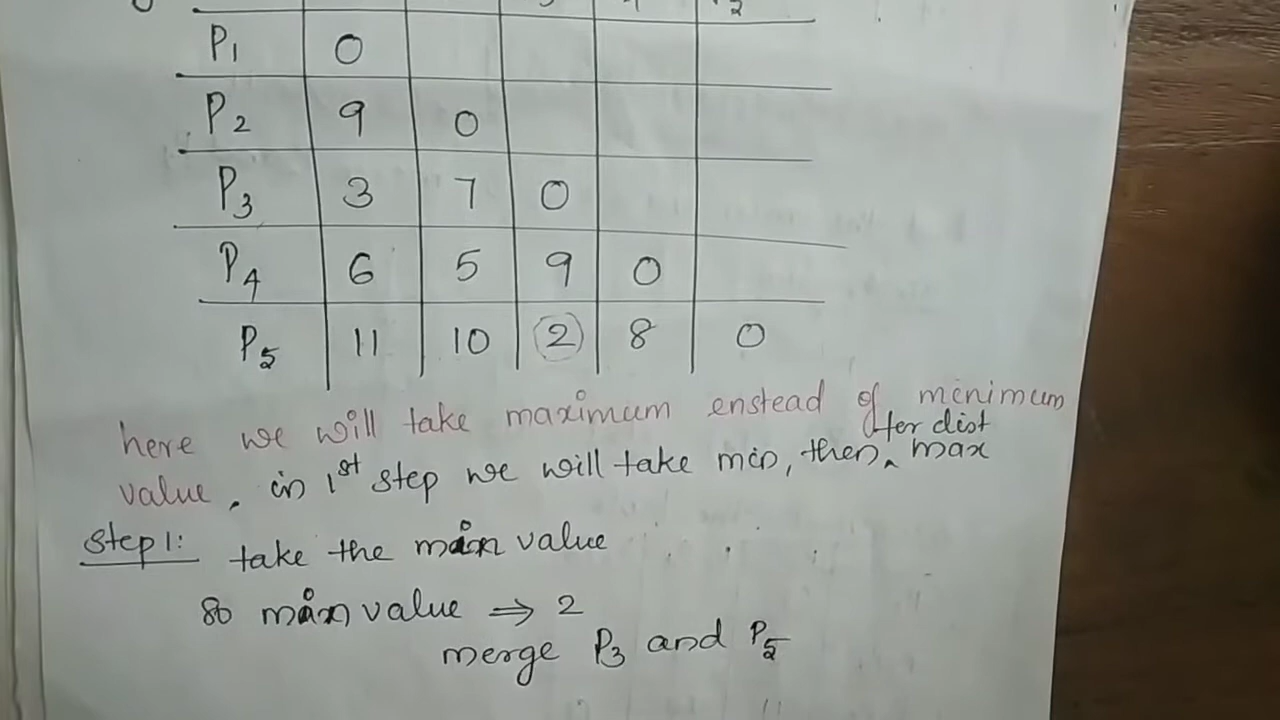 P1 0
P2 9 0
P3 3 7 0
P4 6 5 9 0
P5 11 10 2 8 0
here we will take maximum enstead of minimum
for dist
value. in 1st step we will take min, then max
Step 1: take the min value
so min value ⇒ 2
merge P3 and P5